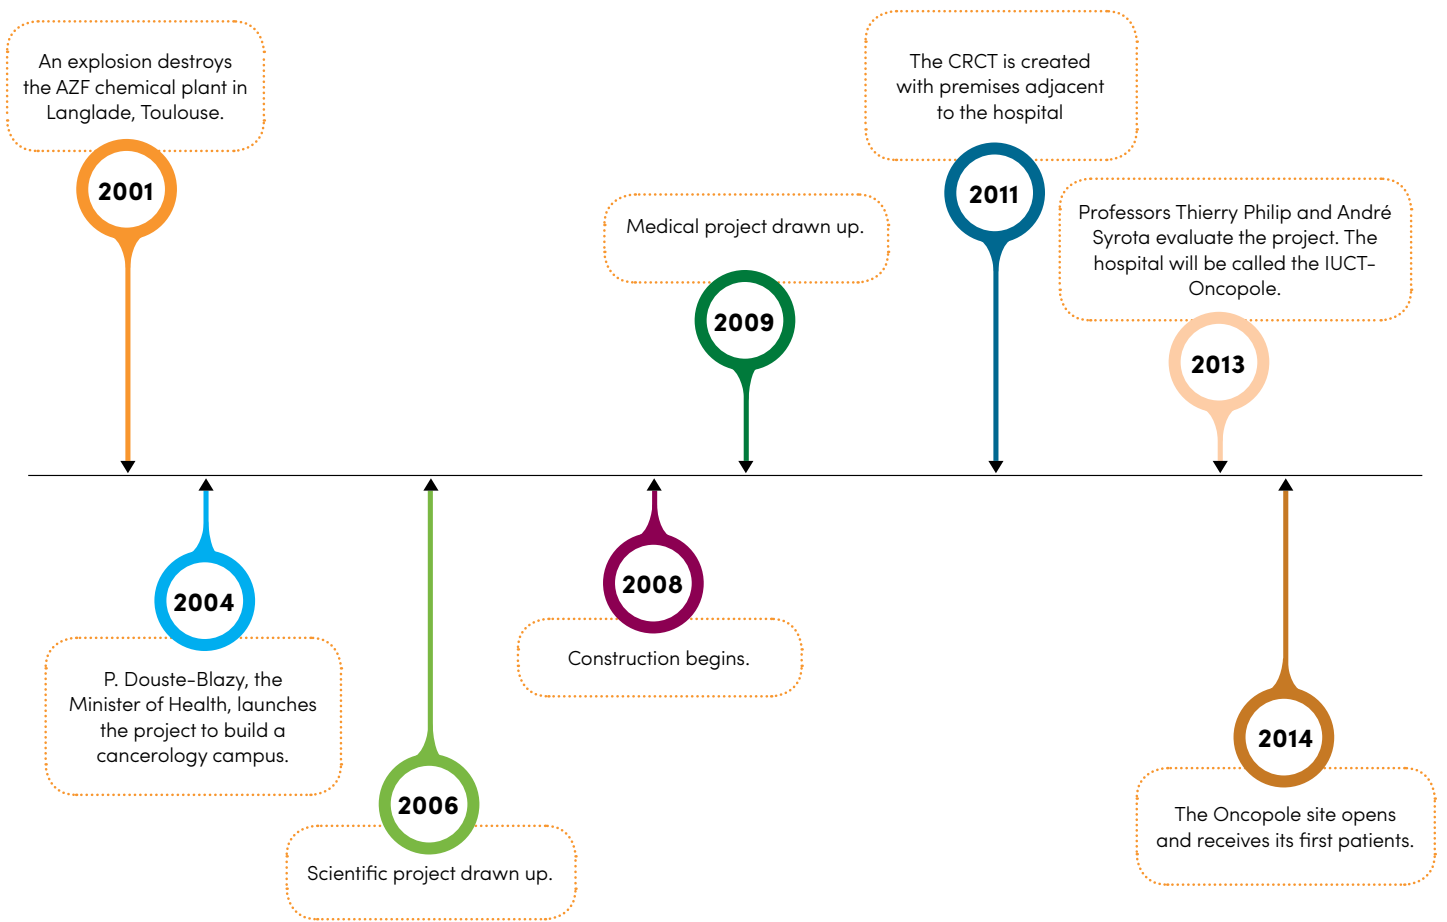 An explosion destroys
the AZF chemical plant in
Langlade, Toulouse.
2001
P. Douste-Blazy, the
Minister of Health, launches
the project to build a
cancerology campus.
2004
Scientific project drawn up.
2006
Construction begins.
2008
Medical project drawn up.
2009
The CRCT is created
with premises adjacent
to the hospital
2011
Professors Thierry Philip and André
Syrota evaluate the project. The
hospital will be called the IUCT-
Oncopole.
2013
2014
The Oncopole site opens
and receives its first patients.